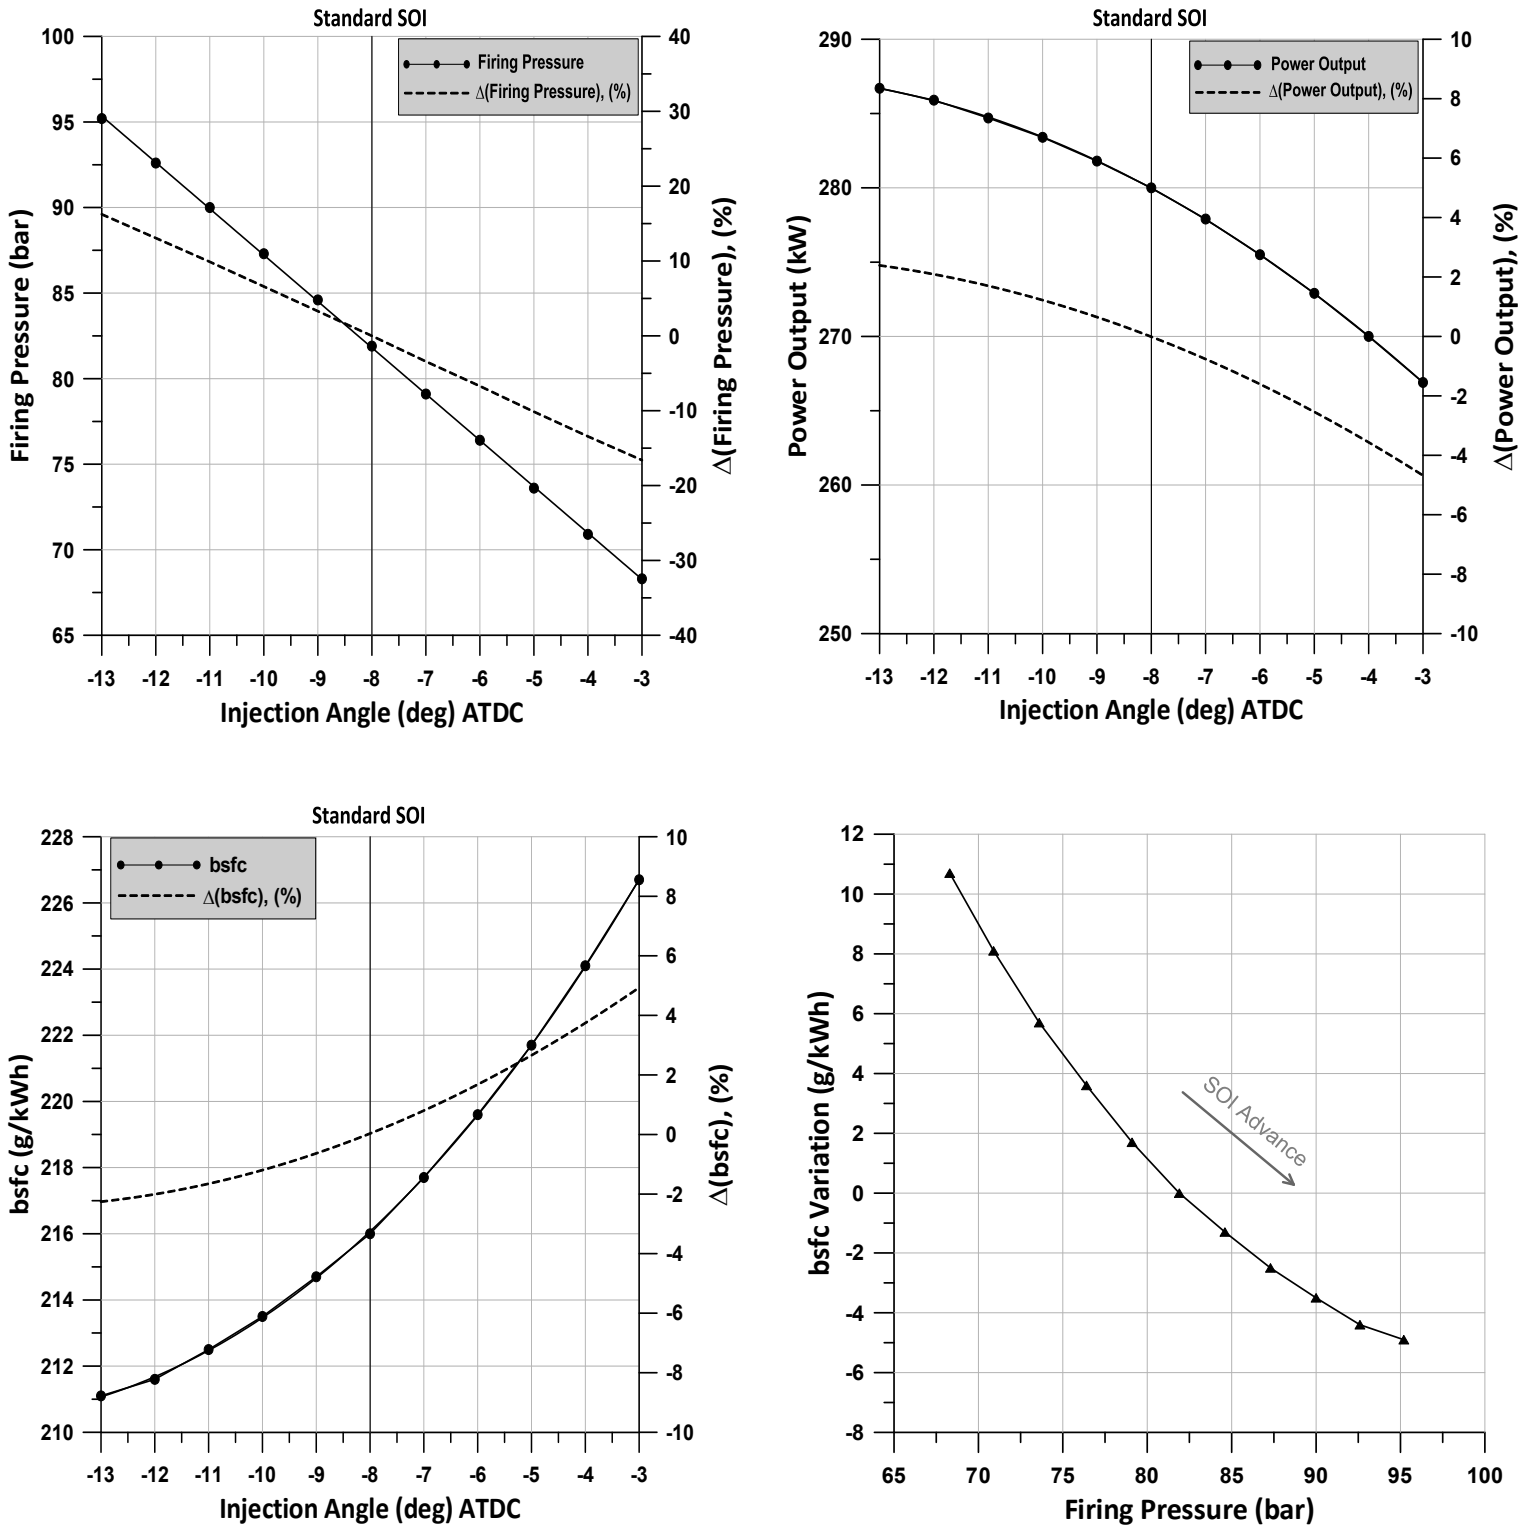 Standard SOI
Firing Pressure
Δ(Firing Pressure), (%)
100
95
90
85
80
75
70
65
40
30
20
10
0
-10
-20
-30
-40
Firing Pressure (bar)
Δ(Firing Pressure), (%)
-13 -12 -11 -10 -9 -8 -7 -6 -5 -4 -3
Injection Angle (deg) ATDC
Standard SOI
Power Output
Δ(Power Output), (%)
290
280
270
260
250
10
8
6
4
2
0
-2
-4
-6
-8
-10
Power Output (kW)
Δ(Power Output), (%)
-13 -12 -11 -10 -9 -8 -7 -6 -5 -4 -3
Injection Angle (deg) ATDC
Standard SOI
bsfc
Δ(bsfc), (%)
228
226
224
222
220
218
216
214
212
210
10
8
6
4
2
0
-2
-4
-6
-8
-10
bsfc (g/kWh)
Δ(bsfc), (%)
-13 -12 -11 -10 -9 -8 -7 -6 -5 -4 -3
Injection Angle (deg) ATDC
12
10
8
6
4
2
0
-2
-4
-6
-8
bsfc Variation (g/kWh)
SOI Advance
65 70 75 80 85 90 95 100
Firing Pressure (bar)